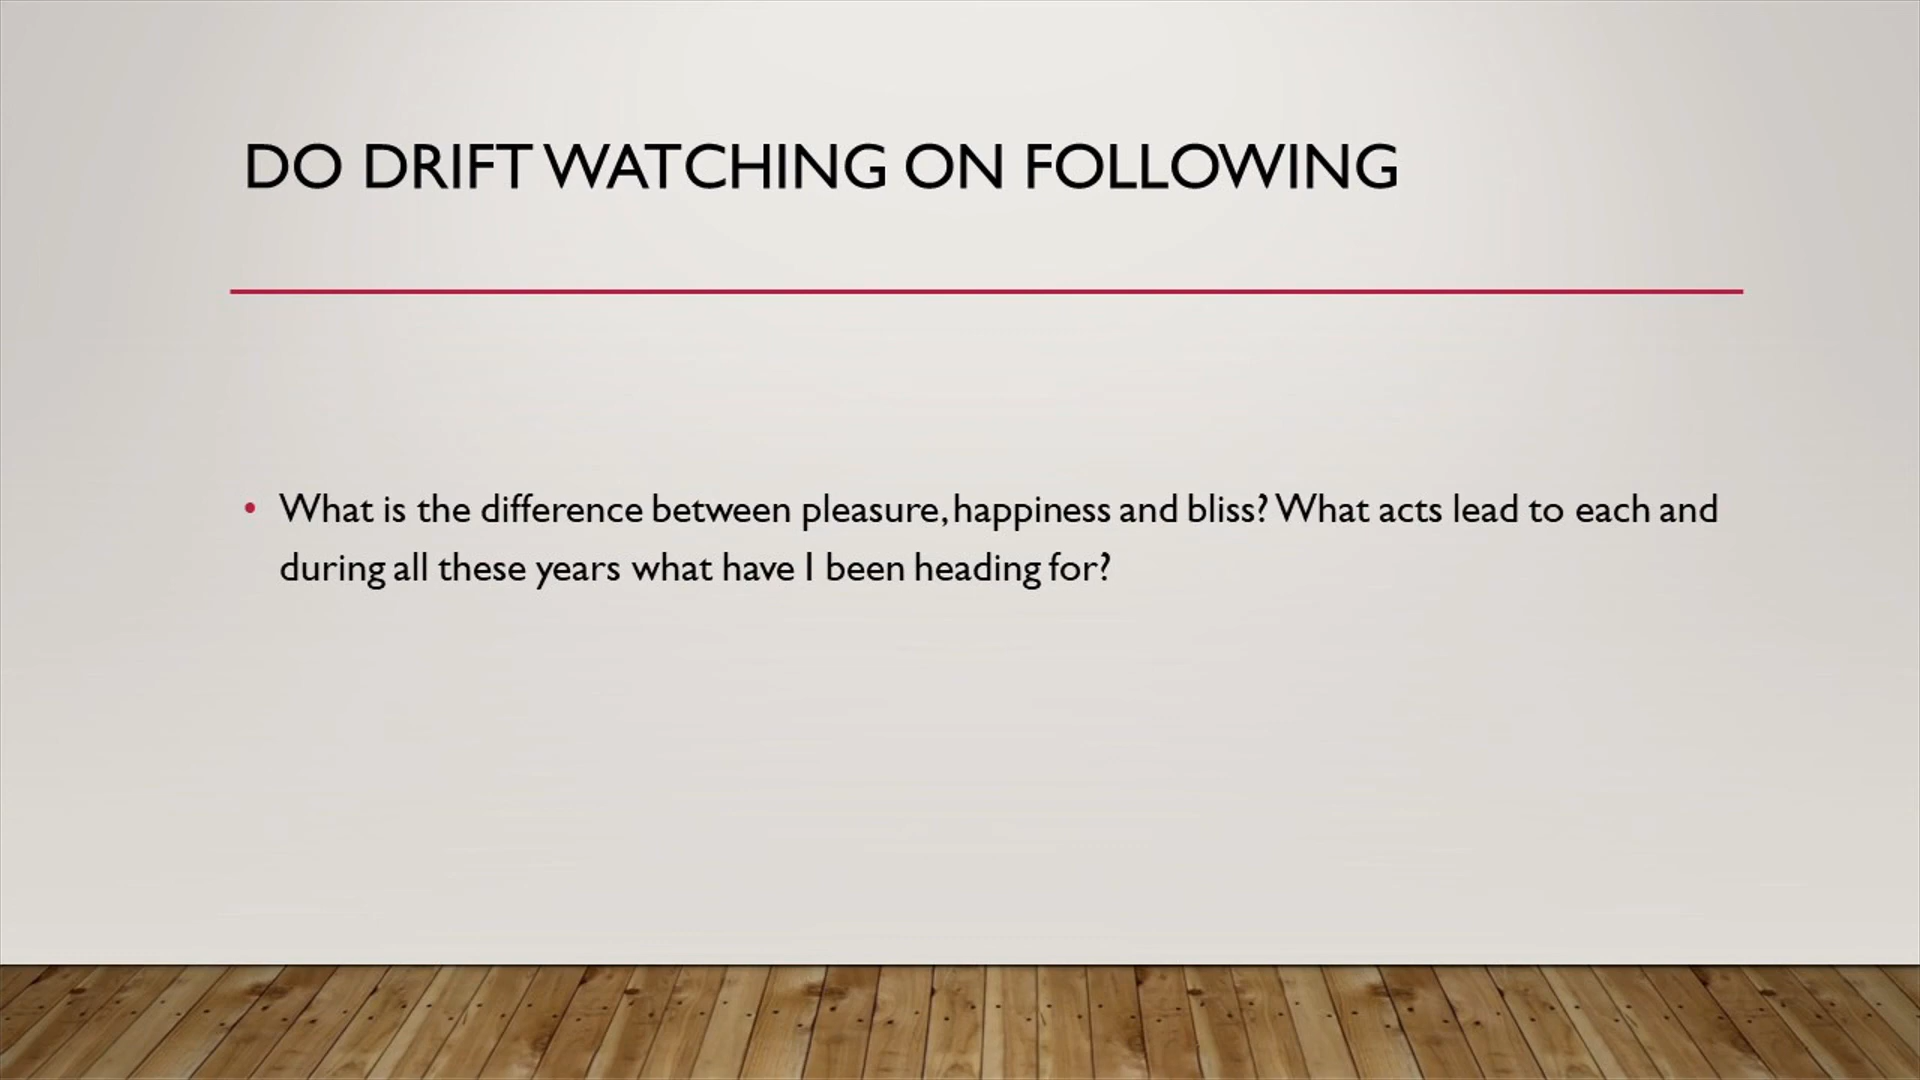 DO DRIFT WATCHING ON FOLLOWING
• What is the difference between pleasure, happiness and bliss? What acts lead to each and
during all these years what have I been heading for?